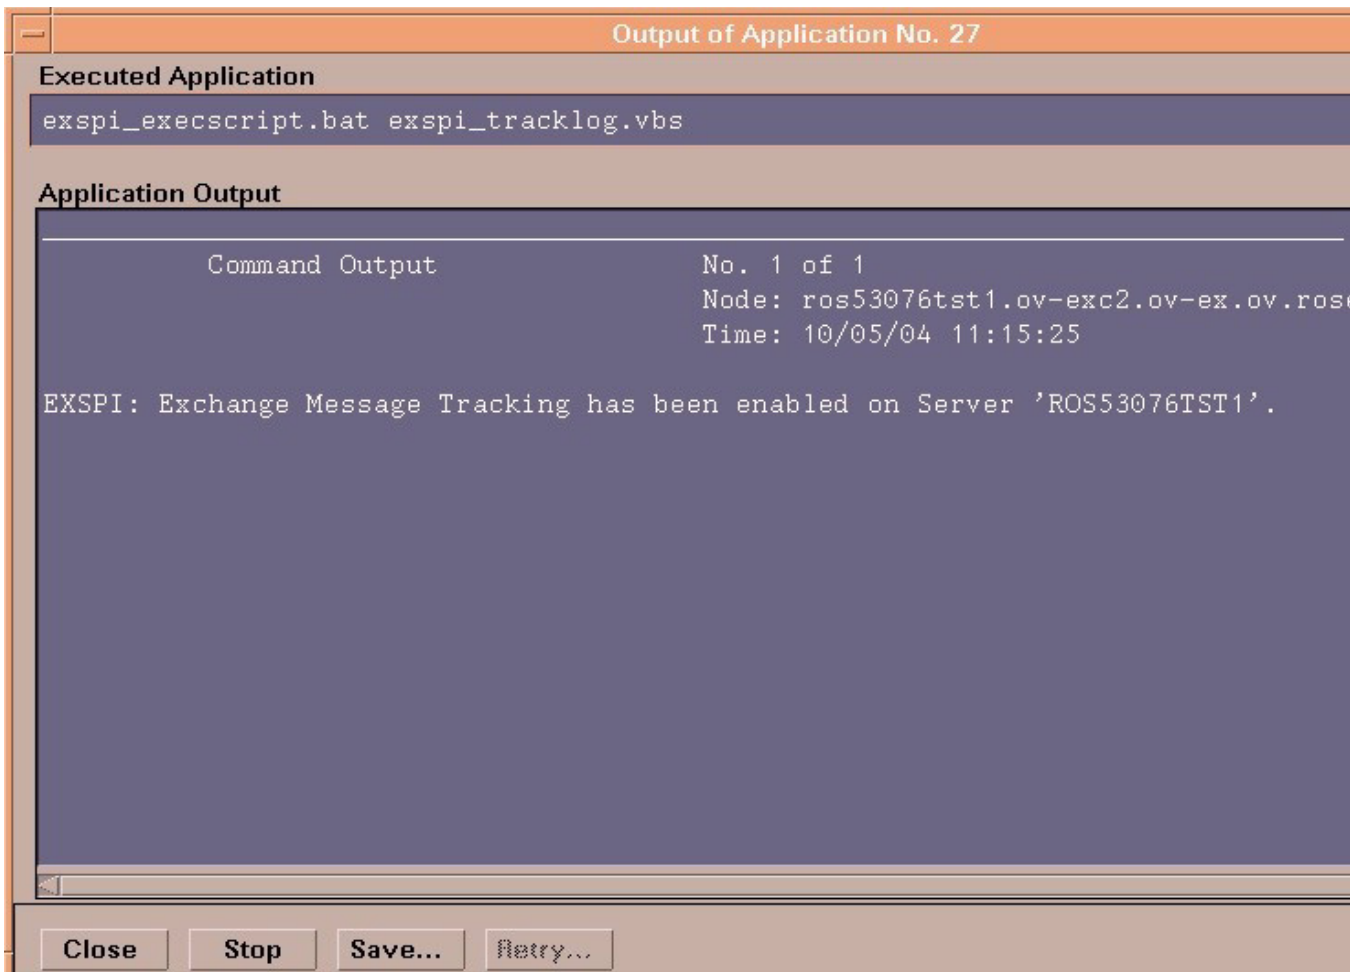 Output of Application No. 27
Executed Application
exspi_execscript.bat exspi_tracklog.vbs
Application Output
Command Output No. 1 of 1
Node: ros53076tst1.ov-exc2.ov-ex.ov.rose
Time: 10/05/04 11:15:25
EXSPI: Exchange Message Tracking has been enabled on Server 'ROS53076TST1'.
Close Stop Save... Retry...